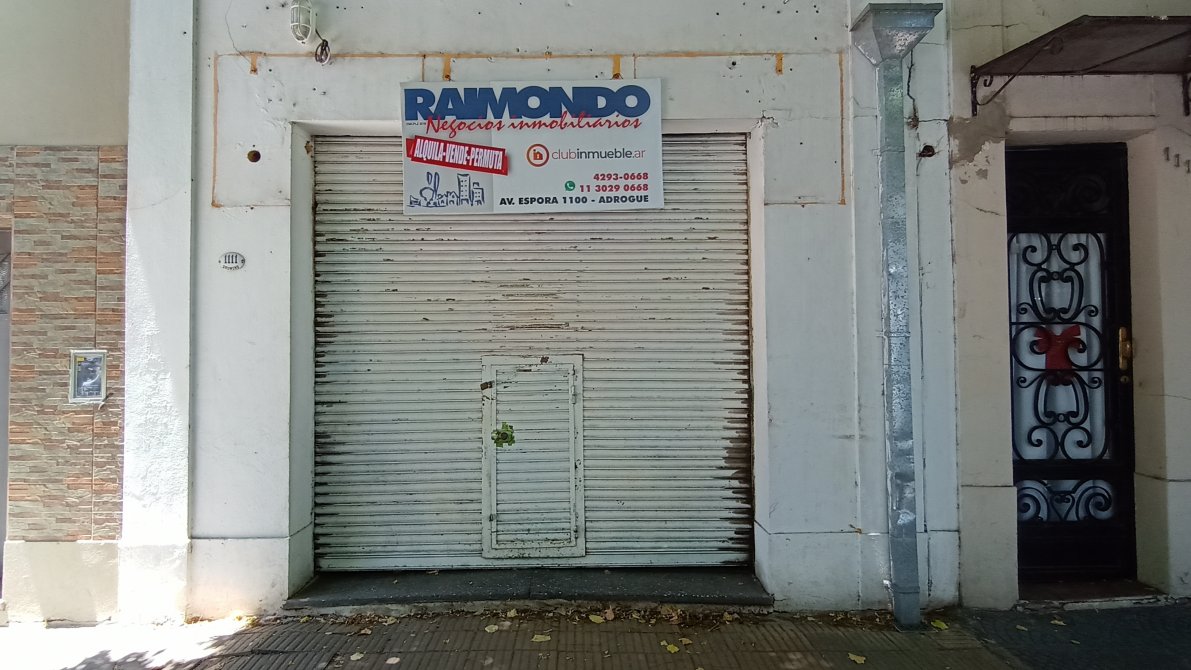 RAIMONDO
Negocios inmobiliarios
ALQUILA-VENDE-PERMUTA
clubinmueble.ar
4293-0668
11 3029 0668
AV. ESPORA 1100 - ADROGUE
1111